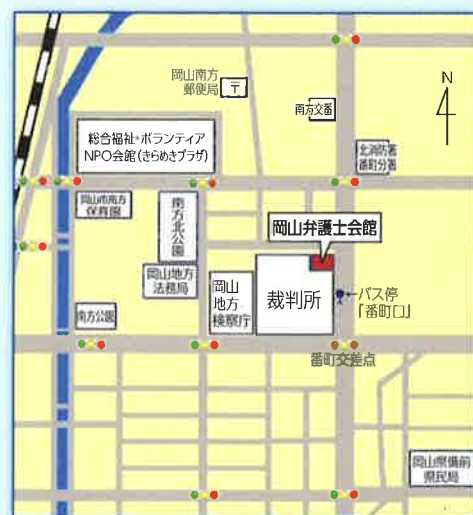 岡山南方
郵便局
〒
N
南方交番
総合福祉・ボランティア
NPO会館(きらめきプラザ)
北消防署
番町分署
岡山市南方
保育園
南方北公園
岡山弁護士会館
岡山地方
法務局
岡山
地方
検察庁
裁判所
←バス停
「番町口」
南方公園
番町交差点
岡山県備前
県民局